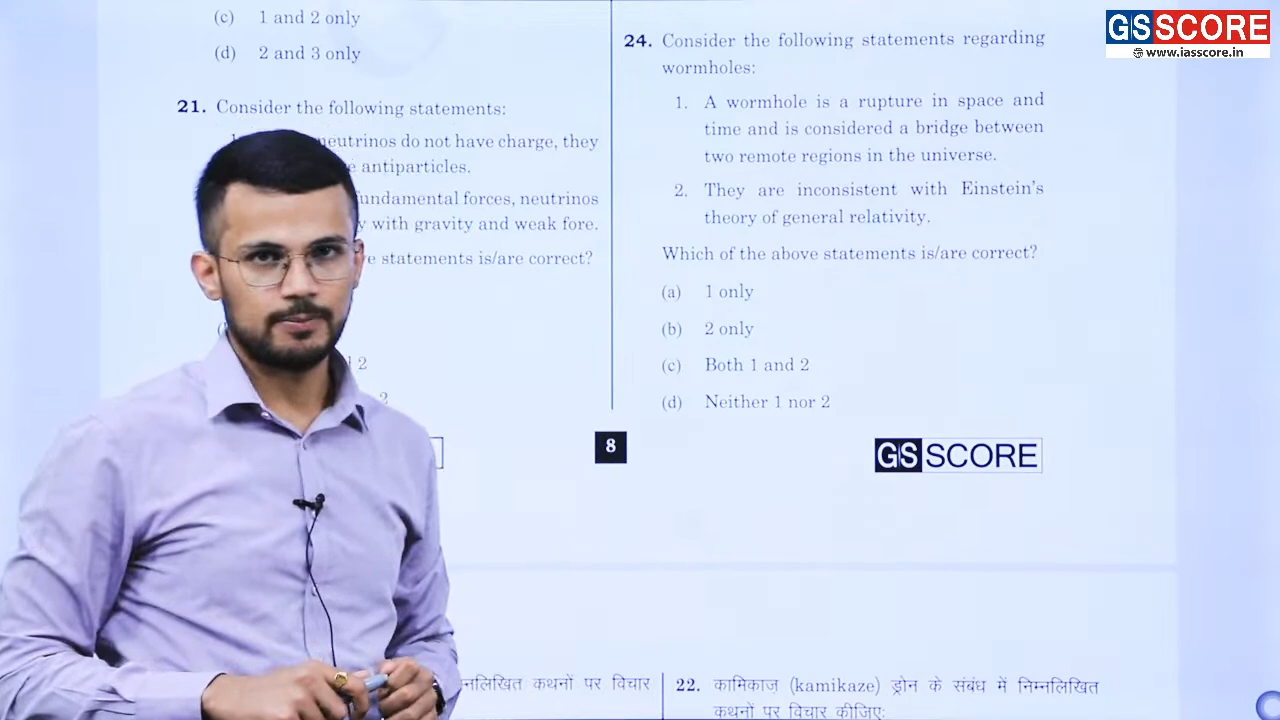 (c) 1 and 2 only
(d) 2 and 3 only
21. Consider the following statements:
neutrinos do not have charge, they
antiparticles.
fundamental forces, neutrinos
with gravity and weak fore.
statements is/are correct?
2
2
8
24. Consider the following statements regarding
wormholes:
1. A wormhole is a rupture in space and
time and is considered a bridge between
two remote regions in the universe.
2. They are inconsistent with Einstein's
theory of general relativity.
Which of the above statements is/are correct?
(a) 1 only
(b) 2 only
(c) Both 1 and 2
(d) Neither 1 nor 2
GS SCORE
GSSCORE
www.iasscore.in
कथनों पर विचार
22. कामिकाज़ (kamikaze) ड्रोन के संबंध में निम्नलिखित
कथनों पर विचार कीजिए: